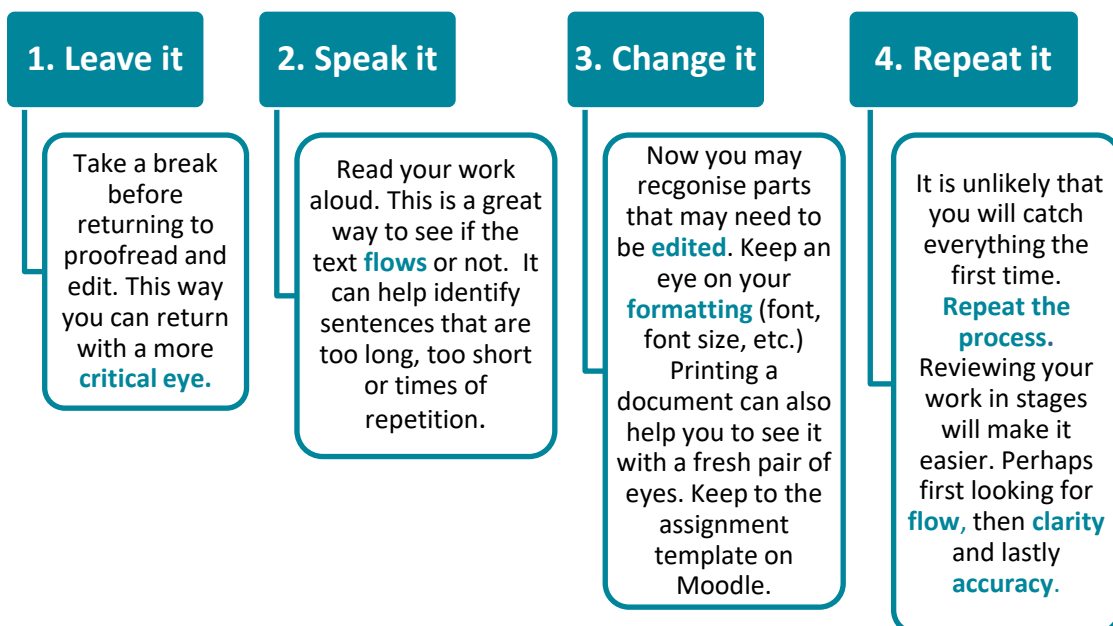 1. Leave it
Take a break
before
returning to
proofread and
edit. This way
you can return
with a more
critical eye.
2. Speak it
Read your work
aloud. This is a great
way to see if the
text flows or not.  It
can help identify
sentences that are
too long, too short
or times of
repetition.
3. Change it
Now you may
recgonise parts
that may need to
be edited. Keep an
eye on your
formatting (font,
font size, etc.)
Printing a
document can also
help you to see it
with a fresh pair of
eyes. Keep to the
assignment
template on
Moodle.
4. Repeat it
It is unlikely that
you will catch
everything the
first time.
Repeat the
process.
Reviewing your
work in stages
will make it
easier. Perhaps
first looking for
flow, then clarity
and lastly
accuracy.